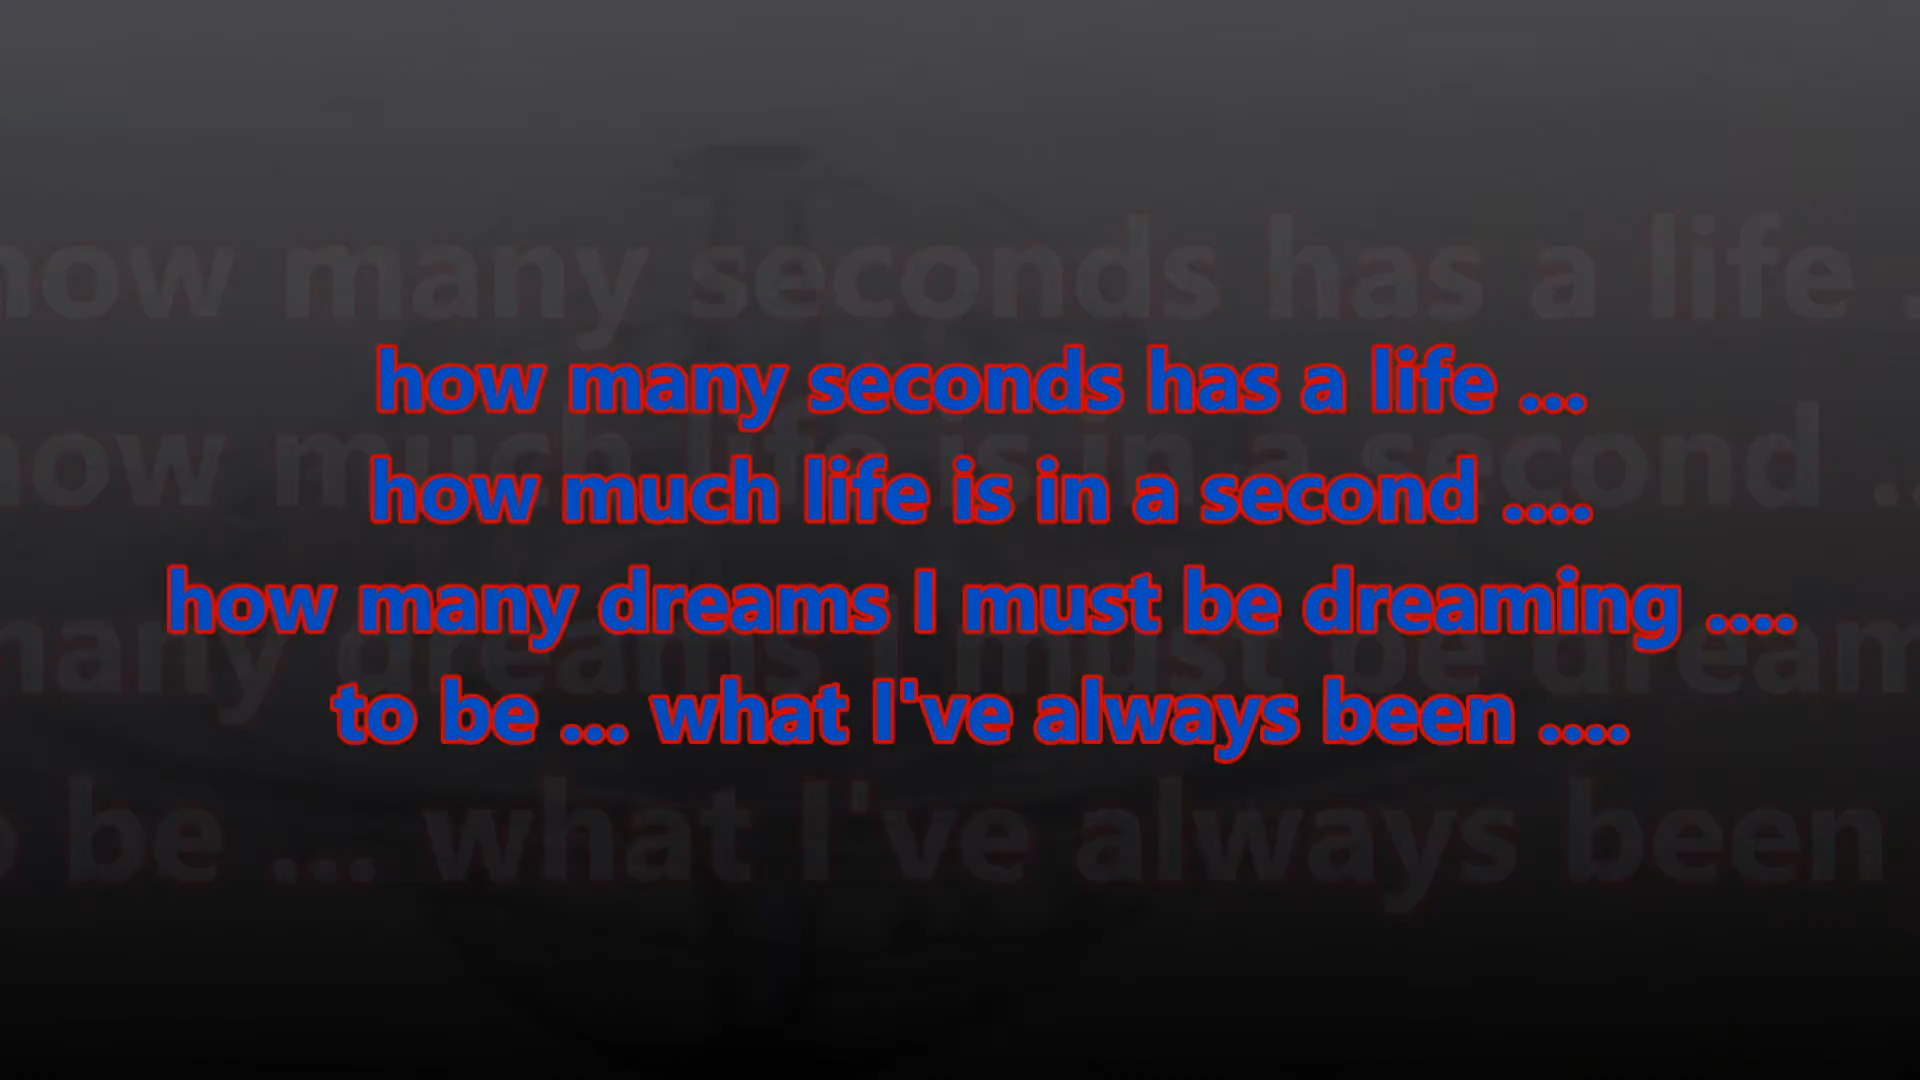 how many seconds has a life ...
how much life is in a second ....
how many dreams I must be dreaming ....
to be ... what I've always been ....